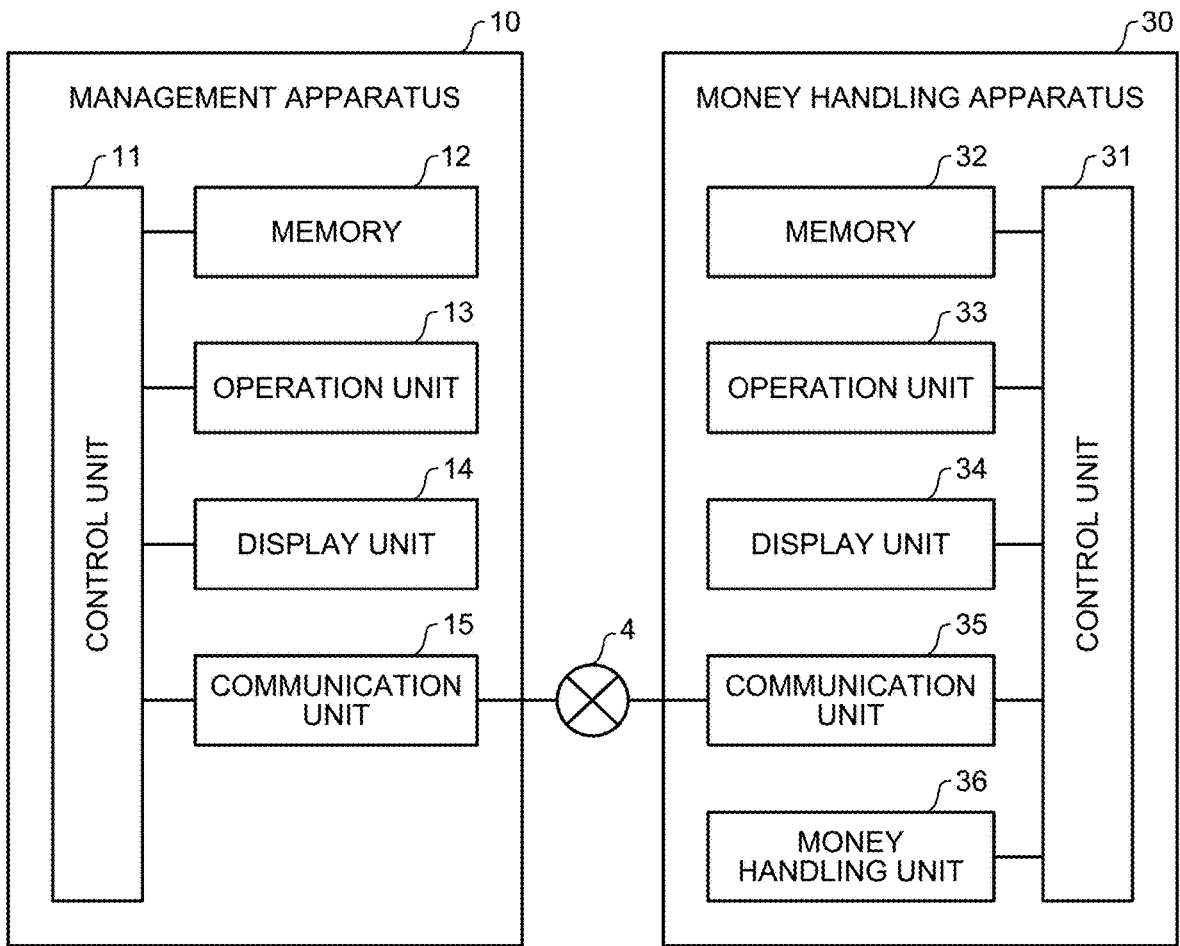 10
30
MANAGEMENT APPARATUS
MONEY HANDLING APPARATUS
11
12
32
31
MEMORY
MEMORY
13
33
OPERATION UNIT
OPERATION UNIT
14
34
CONTROL UNIT
DISPLAY UNIT
DISPLAY UNIT
CONTROL UNIT
15
4
35
COMMUNICATION
UNIT
COMMUNICATION
UNIT
36
MONEY
HANDLING UNIT